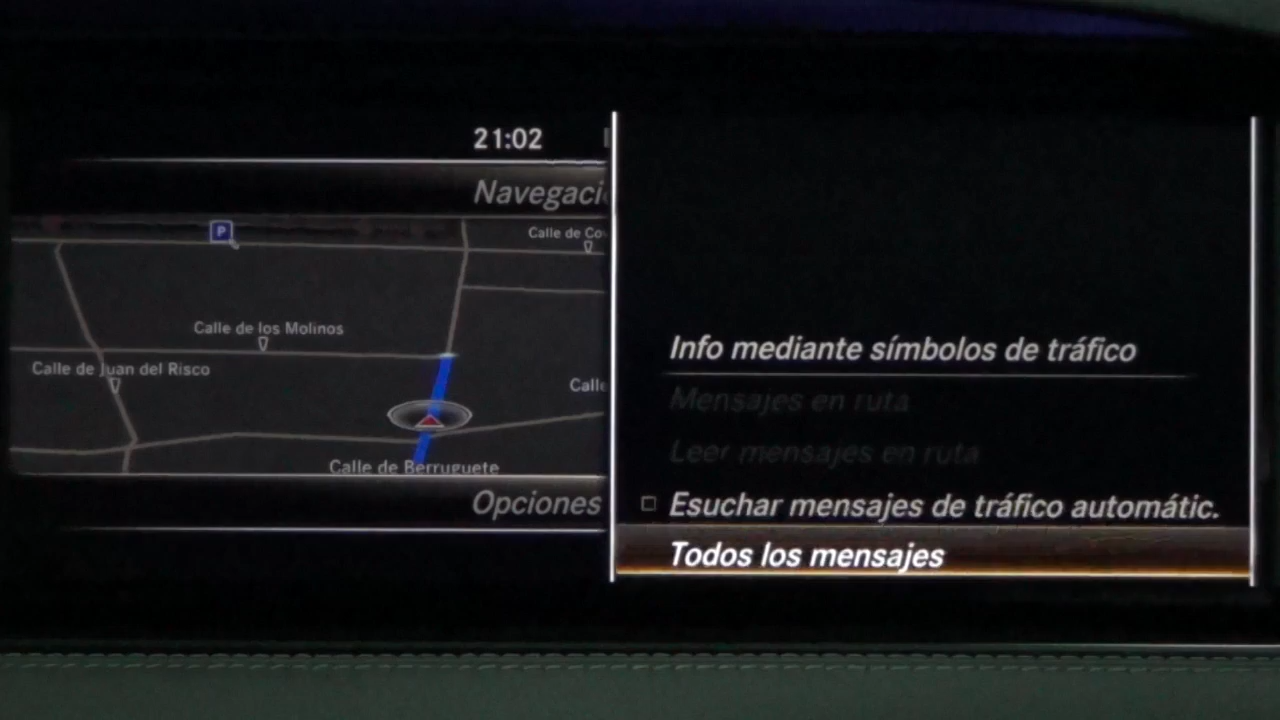 21:02
Navegaci
P
Calle de Cov
Calle de los Molinos
Calle de Juan del Risco
Calle
Calle de Berruguete
Opciones
Info mediante símbolos de tráfico
Mensajes en ruta
Leer mensajes en ruta
Esuchar mensajes de tráfico automátic.
Todos los mensajes